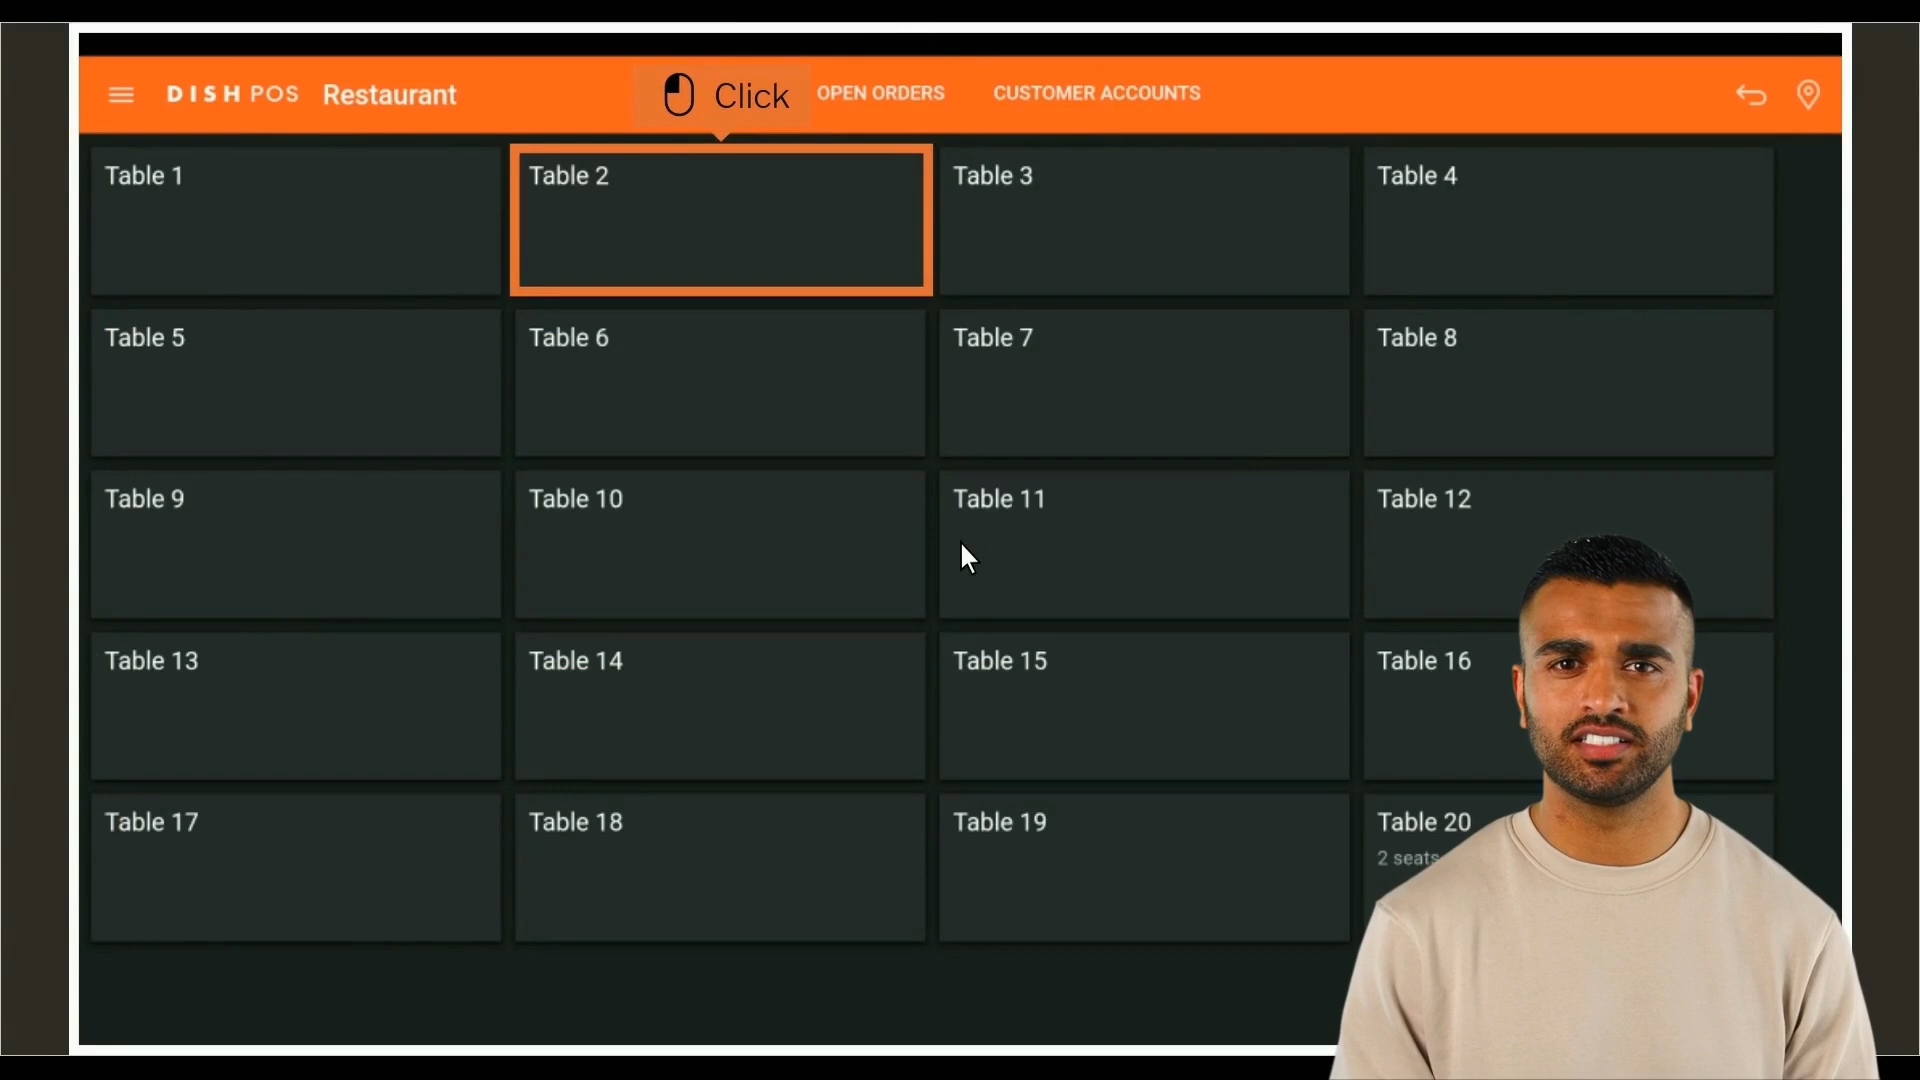 DISH POS Restaurant Click OPEN ORDERS CUSTOMER ACCOUNTS
Table 1 Table 2 Table 3 Table 4
Table 5 Table 6 Table 7 Table 8
Table 9 Table 10 Table 11 Table 12
Table 13 Table 14 Table 15 Table 16
Table 17 Table 18 Table 19 Table 20
2 seats